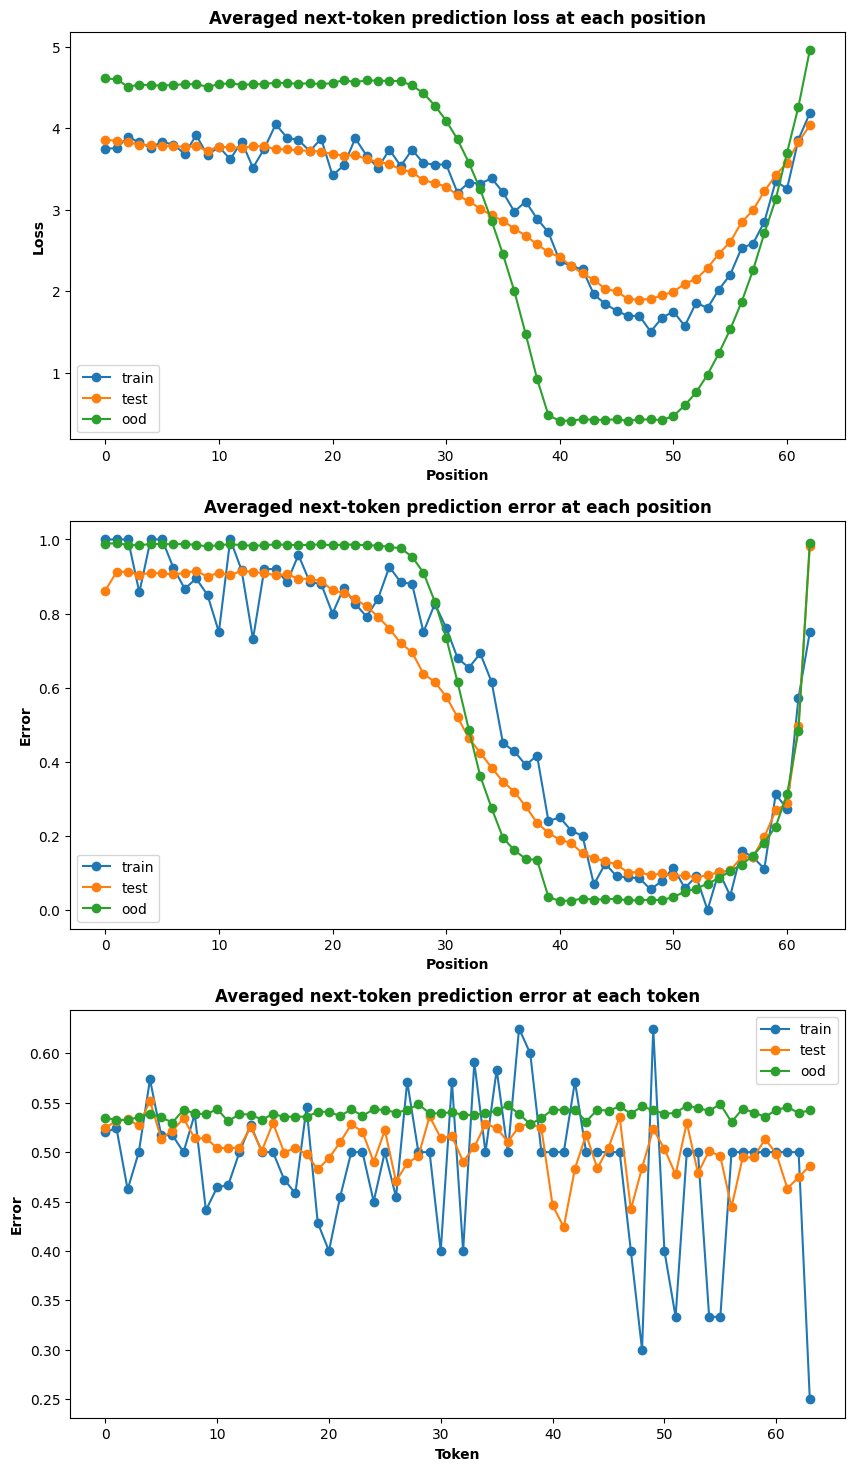 Averaged next-token prediction loss at each position
5
4
3
2
1
Loss
train
test
ood
0 10 20 30 40 50 60
Position
Averaged next-token prediction error at each position
1.0
0.8
0.6
0.4
0.2
0.0
Error
train
test
ood
0 10 20 30 40 50 60
Position
Averaged next-token prediction error at each token
train
test
ood
0.60
0.55
0.50
0.45
0.40
0.35
0.30
0.25
Error
0 10 20 30 40 50 60
Token